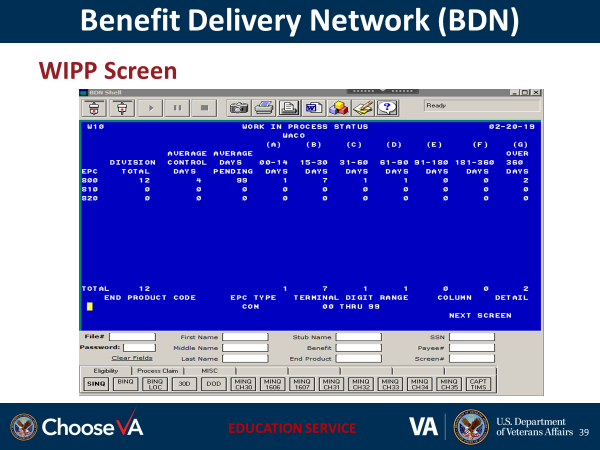 Benefit Delivery Network (BDN)
WIPP Screen
BDN Shell
Ready
W10 WORK IN PROCESS STATUS 02-20-19
WACO
(A) (B) (C) (D) (E) (F) (G)
AVERAGE AVERAGE OVER
DIVISION CONTROL DAYS 00-14 15-30 31-60 61-90 91-180 181-360 360
EPC TOTAL DAYS PENDING DAYS DAYS DAYS DAYS DAYS DAYS DAYS
800 12 4 99 1 7 1 1 0 0 2
810 0 0 0 0 0 0 0 0 0 0
820 0 0 0 0 0 0 0 0 0 0
TOTAL 12 1 7 1 1 0 0 2
END PRODUCT CODE EPC TYPE TERMINAL DIGIT RANGE COLUMN DETAIL
COM 00 THRU 99
NEXT SCREEN
File# First Name Stub Name SSN
Password: Middle Name Benefit Payee#
Clear Fields Last Name End Product Screen#
Eligibility Process Claim MISC
SINQ BINQ BINQ LOC 30D DOD MINQ CH30 MINQ 1606 MINQ 1607 MINQ CH31 MINQ CH32 MINQ CH33 MINQ CH34 MINQ CH35 CAPT TIMS
Choose VA
EDUCATION SERVICE
VA
U.S. Department
of Veterans Affairs 39